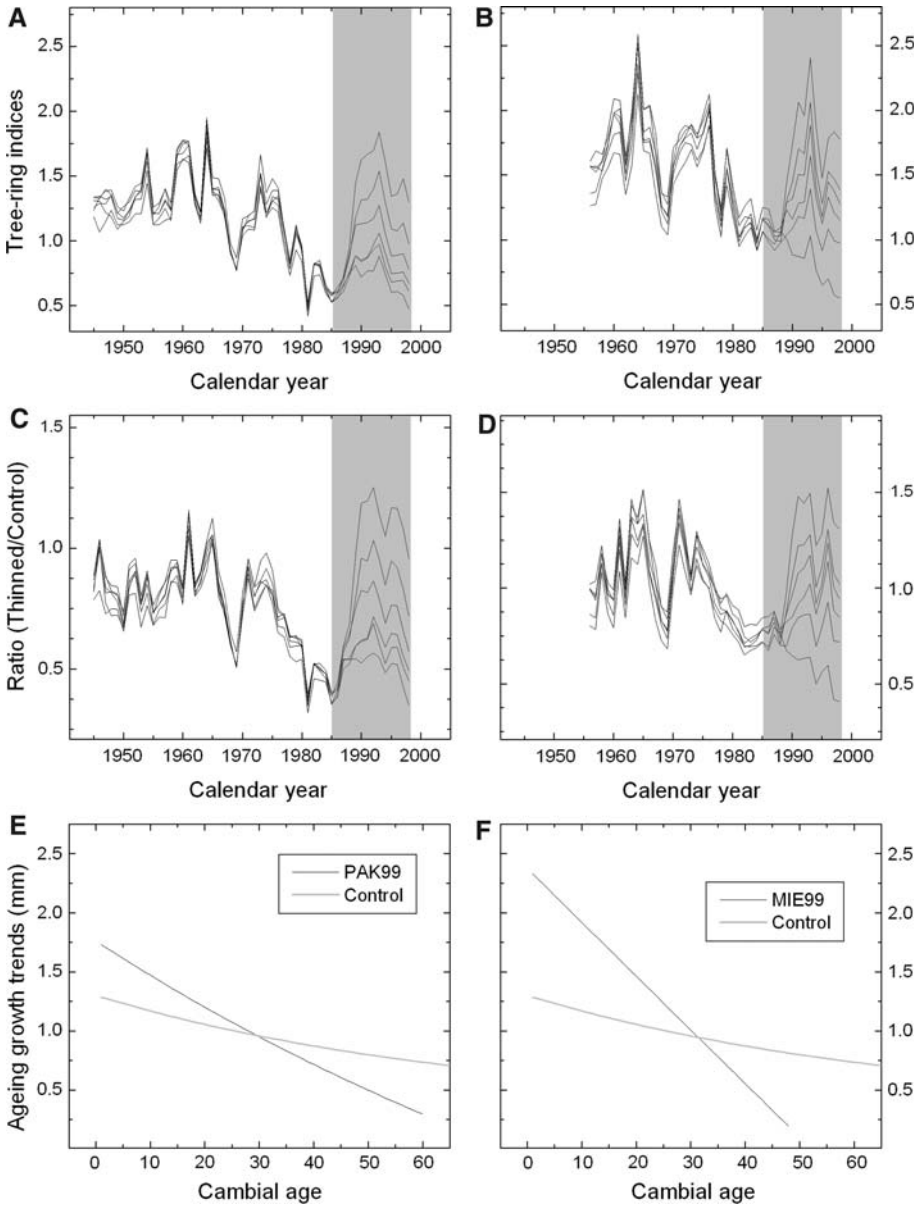 A
B
2.5
2.0
1.5
1.0
0.5
2.5
2.0
1.5
1.0
0.5
Tree-ring indices
1950 1960 1970 1980 1990 2000
1950 1960 1970 1980 1990 2000
Calendar year
Calendar year
C
D
1.5
1.0
0.5
1.5
1.0
0.5
Ratio (Thinned/Control)
1950 1960 1970 1980 1990 2000
1950 1960 1970 1980 1990 2000
Calendar year
Calendar year
E
F
2.5
2.0
1.5
1.0
0.5
2.5
2.0
1.5
1.0
0.5
Ageing growth trends (mm)
PAK99
Control
MIE99
Control
0 10 20 30 40 50 60
0 10 20 30 40 50 60
Cambial age
Cambial age